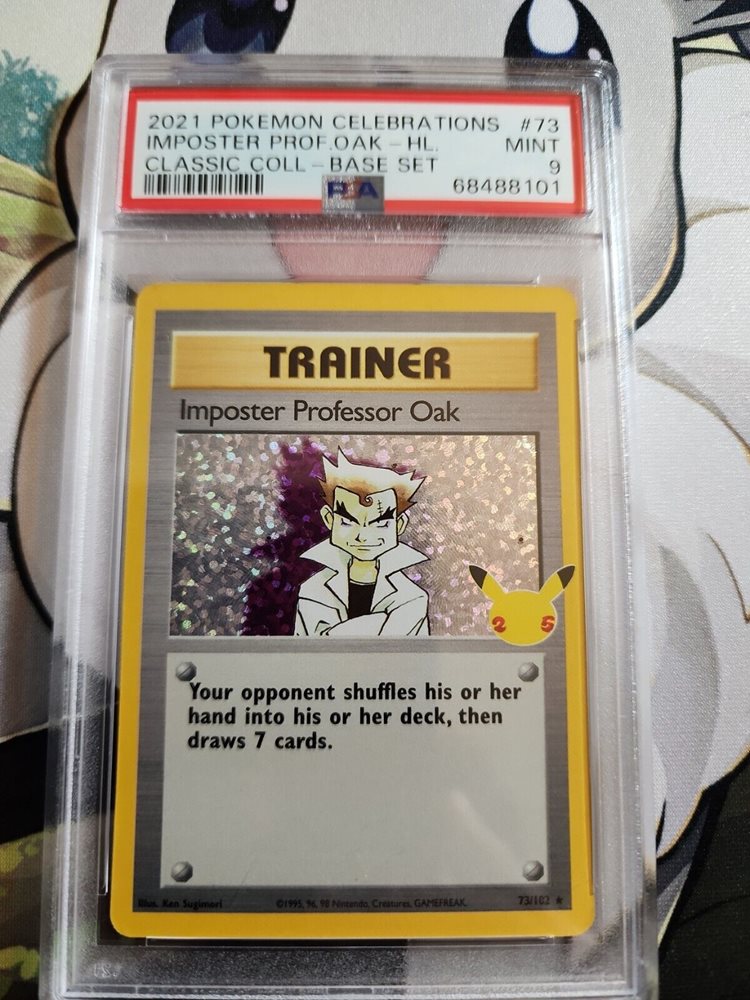 2021 POKEMON CELEBRATIONS #73
IMPOSTER PROF.OAK - HL. MINT
CLASSIC COLL - BASE SET 9
PSA 68488101
TRAINER
Imposter Professor Oak
25
Your opponent shuffles his or her
hand into his or her deck, then
draws 7 cards.
Illus. Ken Sugimori ©1995, 96, 98 Nintendo, Creatures, GAMEFREAK. 73/102 ★